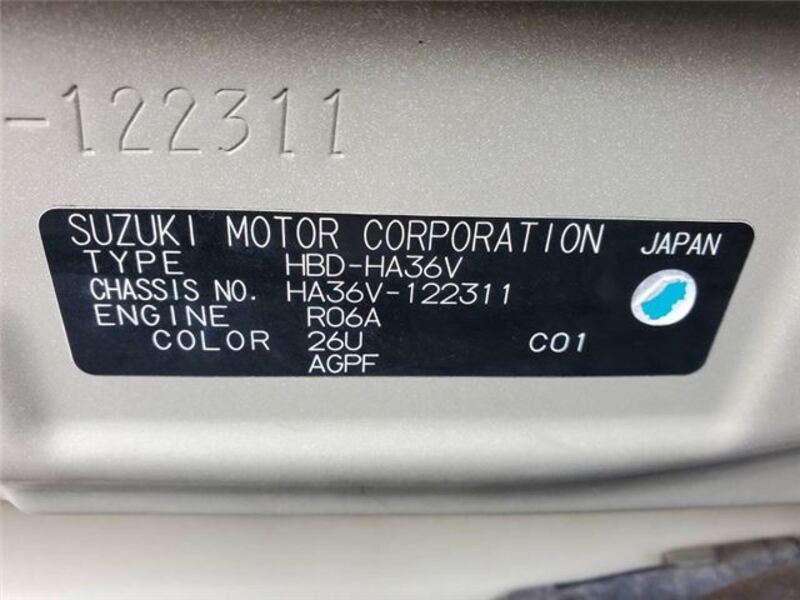 -122311
SUZUKI MOTOR CORPORATION JAPAN
TYPE HBD-HA36V
CHASSIS NO. HA36V-122311
ENGINE R06A
COLOR 26U C01
AGPF